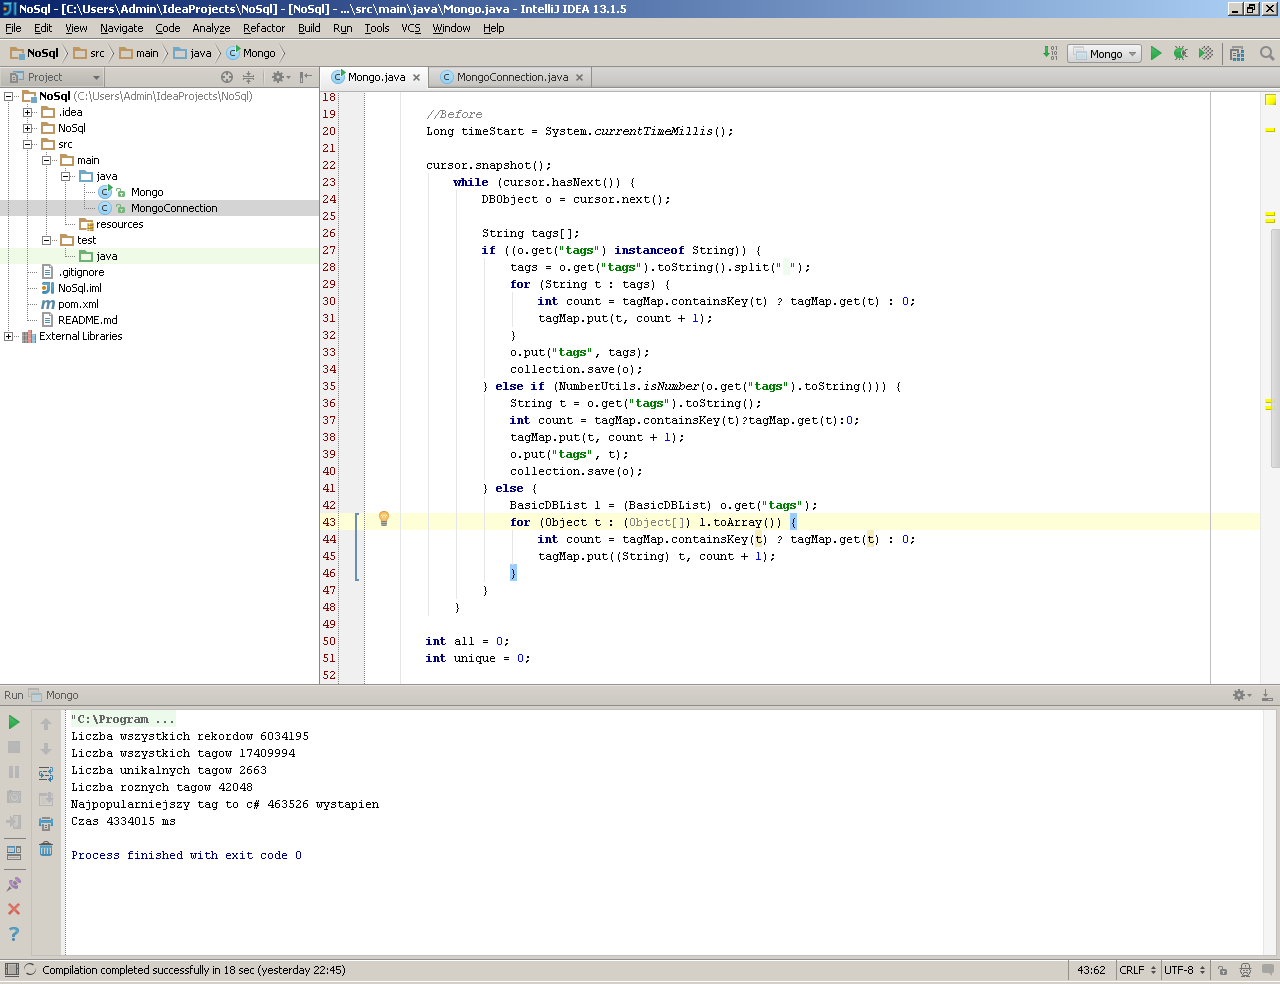 NoSql - [C:\Users\Admin\IdeaProjects\NoSql] - [NoSql] - ...\src\main\java\Mongo.java - IntelliJ IDEA 13.1.5
File Edit View Navigate Code Analyze Refactor Build Run Tools VCS Window Help
NoSql src main java Mongo Mongo
Project
Mongo.java MongoConnection.java
NoSql (C:\Users\Admin\IdeaProjects\NoSql)
.idea
NoSql
src
main
java
Mongo
MongoConnection
resources
test
java
.gitignore
NoSql.iml
pom.xml
README.md
External Libraries
18
19 //Before
20 Long timeStart = System.currentTimeMillis();
21
22 cursor.snapshot();
23 while (cursor.hasNext()) {
24 DBObject o = cursor.next();
25
26 String tags[];
27 if ((o.get("tags") instanceof String)) {
28 tags = o.get("tags").toString().split(" ");
29 for (String t : tags) {
30 int count = tagMap.containsKey(t) ? tagMap.get(t) : 0;
31 tagMap.put(t, count + 1);
32 }
33 o.put("tags", tags);
34 collection.save(o);
35 } else if (NumberUtils.isNumber(o.get("tags").toString())) {
36 String t = o.get("tags").toString();
37 int count = tagMap.containsKey(t)?tagMap.get(t):0;
38 tagMap.put(t, count + 1);
39 o.put("tags", t);
40 collection.save(o);
41 } else {
42 BasicDBList l = (BasicDBList) o.get("tags");
43 for (Object t : (Object[]) l.toArray()) {
44 int count = tagMap.containsKey(t) ? tagMap.get(t) : 0;
45 tagMap.put((String) t, count + 1);
46 }
47 }
48 }
49
50 int all = 0;
51 int unique = 0;
52
Run Mongo
"C:\Program ...
Liczba wszystkich rekordow 6034195
Liczba wszystkich tagow 17409994
Liczba unikalnych tagow 2663
Liczba roznych tagow 42048
Najpopularniejszy tag to c# 463526 wystapien
Czas 4334015 ms
Process finished with exit code 0
Compilation completed successfully in 18 sec (yesterday 22:45) 43:62 CRLF UTF-8